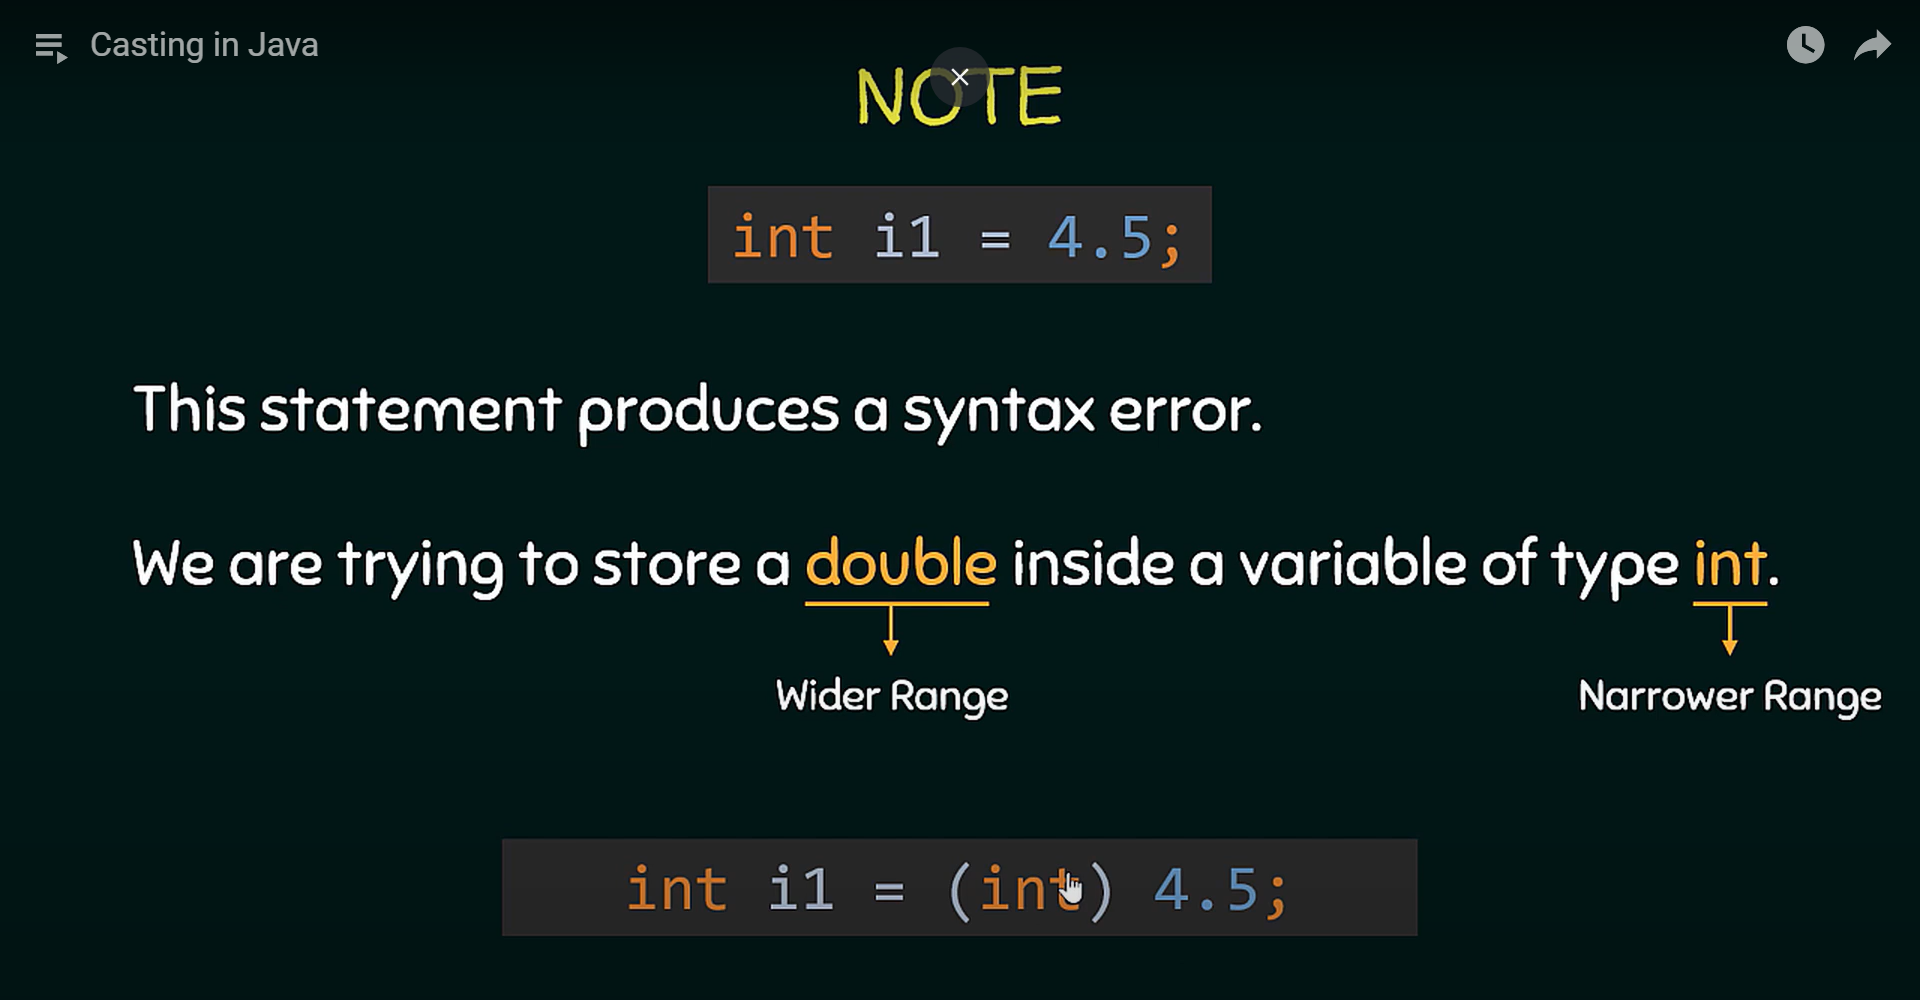 Casting in Java
NOTE
int i1 = 4.5;
This statement produces a syntax error.
We are trying to store a double inside a variable of type int.
Wider Range
Narrower Range
int i1 = (int) 4.5;